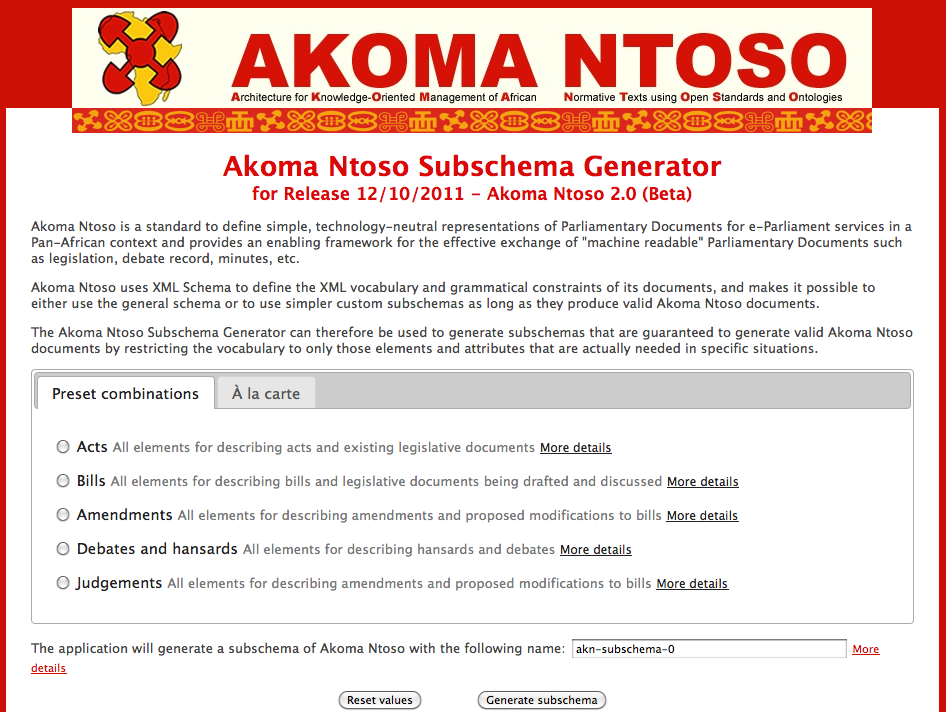 AKOMA NTOSO
Architecture for Knowledge-Oriented Management of African Normative Texts using Open Standards and Ontologies
Akoma Ntoso Subschema Generator
for Release 12/10/2011 - Akoma Ntoso 2.0 (Beta)
Akoma Ntoso is a standard to define simple, technology-neutral representations of Parliamentary Documents for e-Parliament services in a
Pan-African context and provides an enabling framework for the effective exchange of "machine readable" Parliamentary Documents such
as legislation, debate record, minutes, etc.
Akoma Ntoso uses XML Schema to define the XML vocabulary and grammatical constraints of its documents, and makes it possible to
either use the general schema or to use simpler custom subschemas as long as they produce valid Akoma Ntoso documents.
The Akoma Ntoso Subschema Generator can therefore be used to generate subschemas that are guaranteed to generate valid Akoma Ntoso
documents by restricting the vocabulary to only those elements and attributes that are actually needed in specific situations.
Preset combinations À la carte
Acts All elements for describing acts and existing legislative documents More details
Bills All elements for describing bills and legislative documents being drafted and discussed More details
Amendments All elements for describing amendments and proposed modifications to bills More details
Debates and hansards All elements for describing hansards and debates More details
Judgements All elements for describing amendments and proposed modifications to bills More details
The application will generate a subschema of Akoma Ntoso with the following name: akn-subschema-0 More
details
Reset values Generate subschema